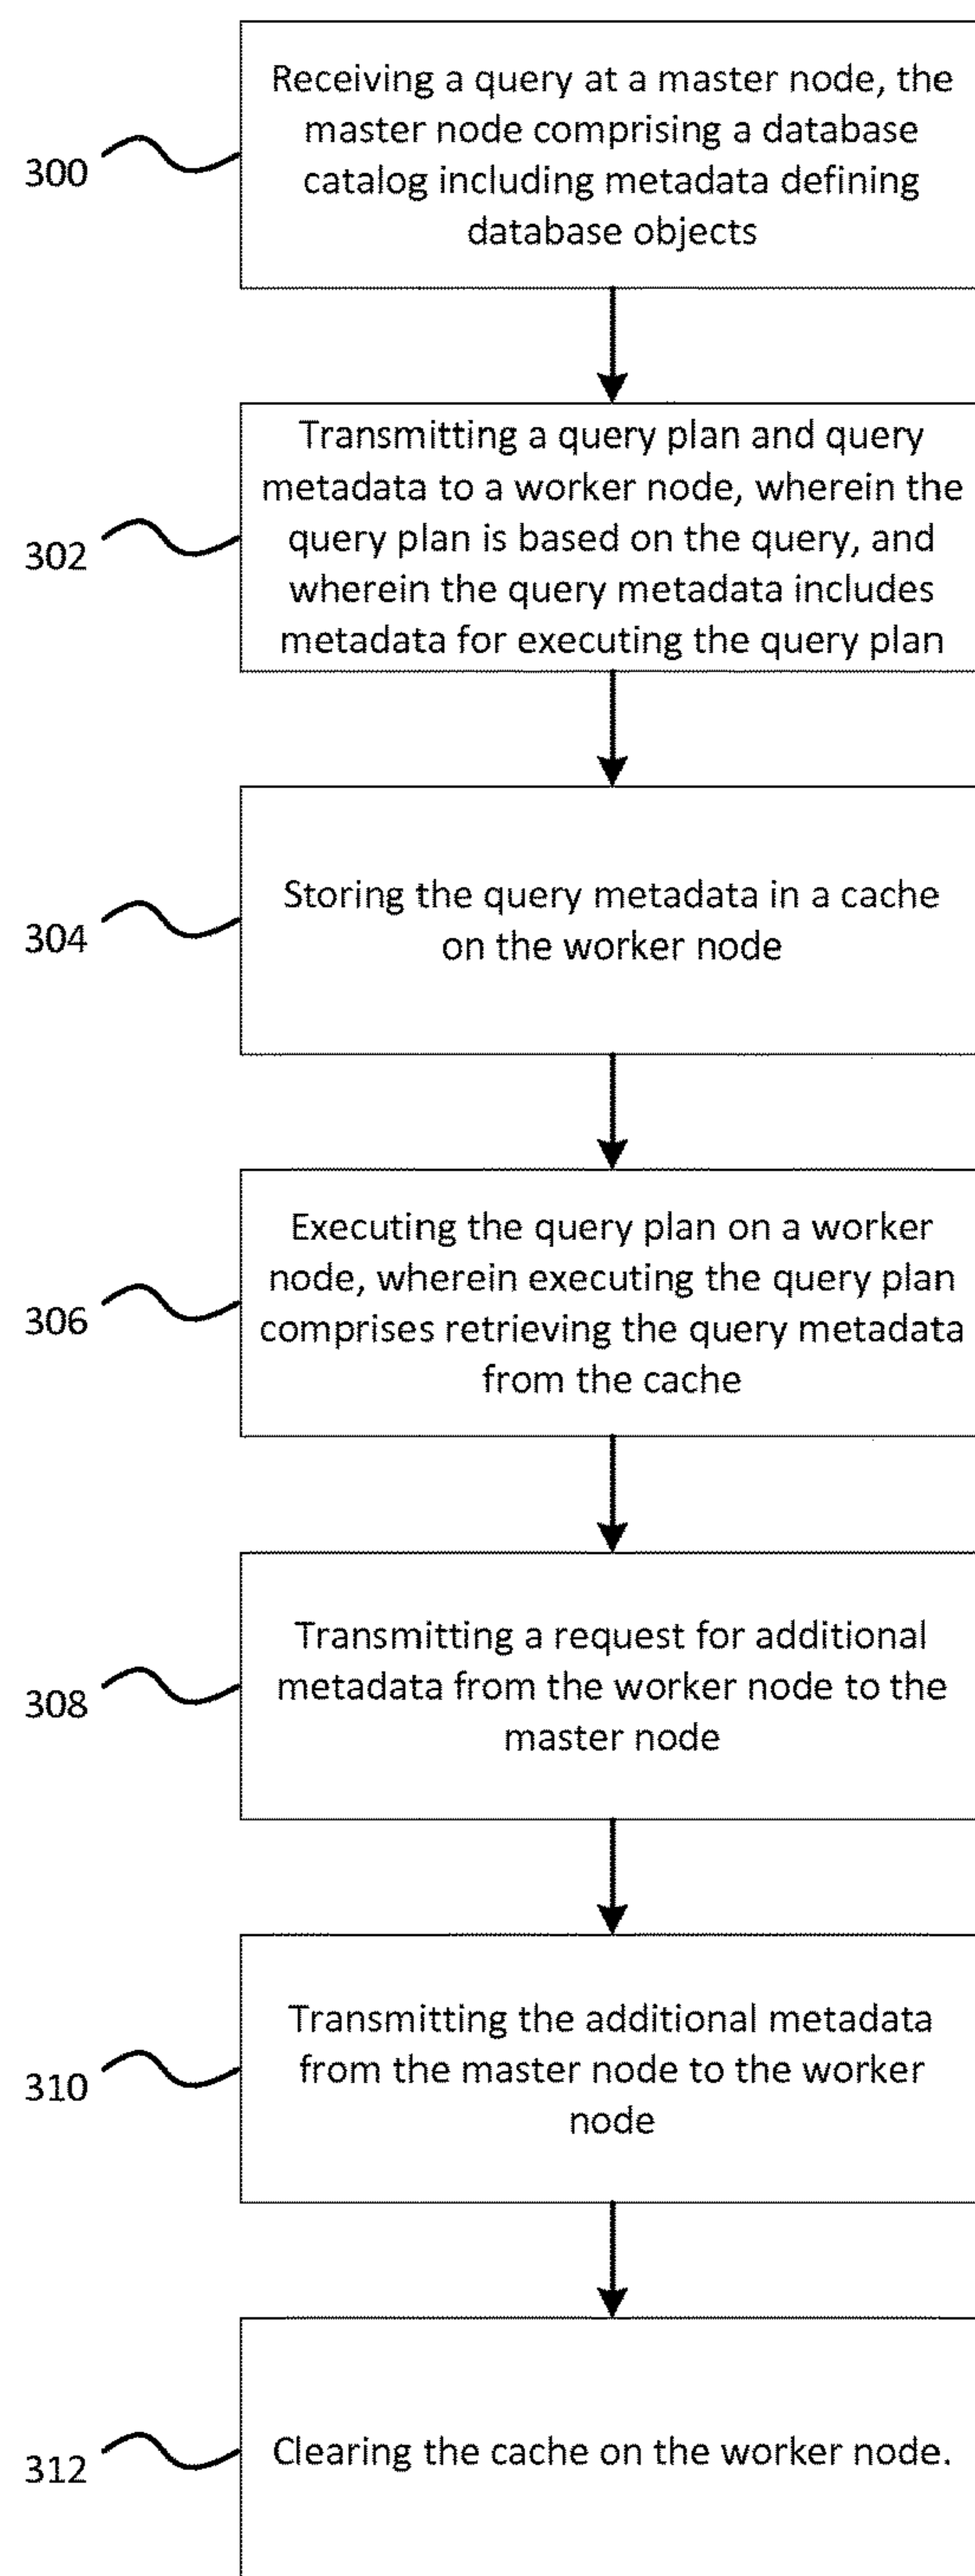 Receiving a query at a master node, the
master node comprising a database
catalog including metadata defining
database objects
300
Transmitting a query plan and query
metadata to a worker node, wherein the
query plan is based on the query, and
wherein the query metadata includes
metadata for executing the query plan
302
Storing the query metadata in a cache
on the worker node
304
Executing the query plan on a worker
node, wherein executing the query plan
comprises retrieving the query metadata
from the cache
306
Transmitting a request for additional
metadata from the worker node to the
master node
308
Transmitting the additional metadata
from the master node to the worker
node
310
Clearing the cache on the worker node.
312